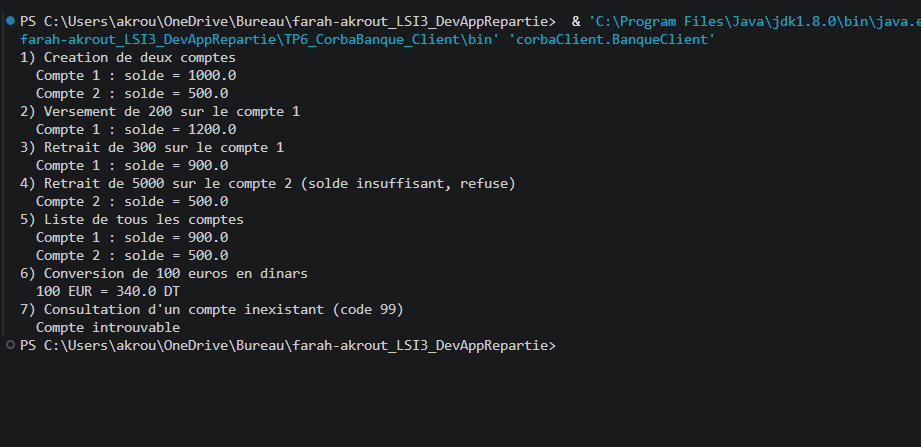 PS C:\Users\akrou\OneDrive\Bureau\farah-akrout_LSI3_DevAppRepartie>  & 'C:\Program Files\Java\jdk1.8.0\bin\java.e
farah-akrout_LSI3_DevAppRepartie\TP6_CorbaBanque_Client\bin' 'corbaClient.BanqueClient'
1) Creation de deux comptes
Compte 1 : solde = 1000.0
Compte 2 : solde = 500.0
2) Versement de 200 sur le compte 1
Compte 1 : solde = 1200.0
3) Retrait de 300 sur le compte 1
Compte 1 : solde = 900.0
4) Retrait de 5000 sur le compte 2 (solde insuffisant, refuse)
Compte 2 : solde = 500.0
5) Liste de tous les comptes
Compte 1 : solde = 900.0
Compte 2 : solde = 500.0
6) Conversion de 100 euros en dinars
100 EUR = 340.0 DT
7) Consultation d'un compte inexistant (code 99)
Compte introuvable
PS C:\Users\akrou\OneDrive\Bureau\farah-akrout_LSI3_DevAppRepartie>